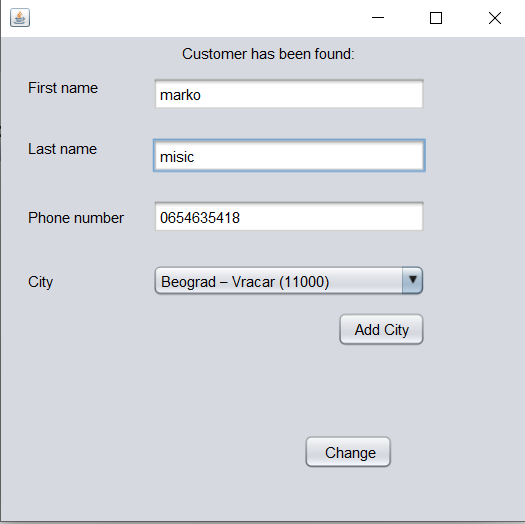 Customer has been found:
First name
marko
Last name
misic
Phone number
0654635418
City
Beograd – Vracar (11000)
Add City
Change